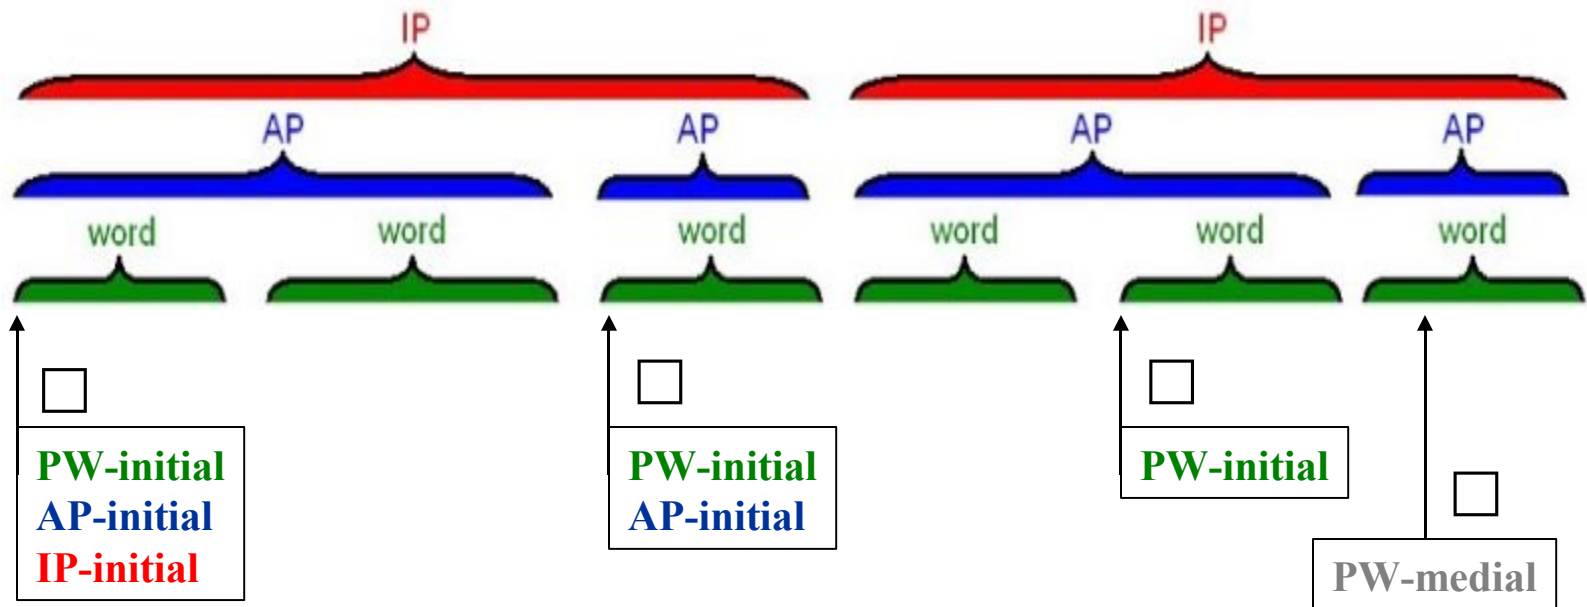 IP IP
AP AP AP AP
word word word word word word
PW-initial
AP-initial
IP-initial
PW-initial
AP-initial
PW-initial
PW-medial